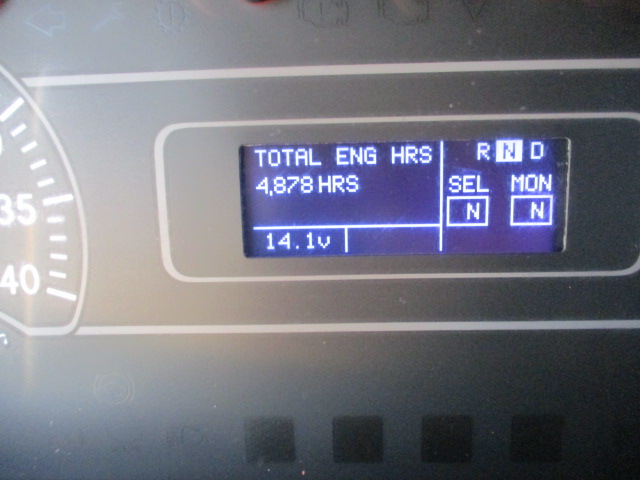 TOTAL ENG HRS
4,878 HRS
14.1v
R N D
SEL MON
N N
35
40